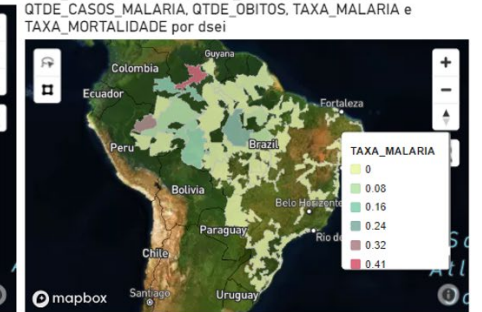 QTDE_CASOS_MALARIA, QTDE_OBITOS, TAXA_MALARIA e
TAXA_MORTALIDADE por dsei
Guyana
Colombia
Ecuador
Fortaleza
Peru
Brazil
TAXA_MALARIA
0
0.08
0.16
0.24
0.32
0.41
Bolivia
Belo Horizonte
Paraguay
Rio de
Chile
Santiago
Uruguay
mapbox